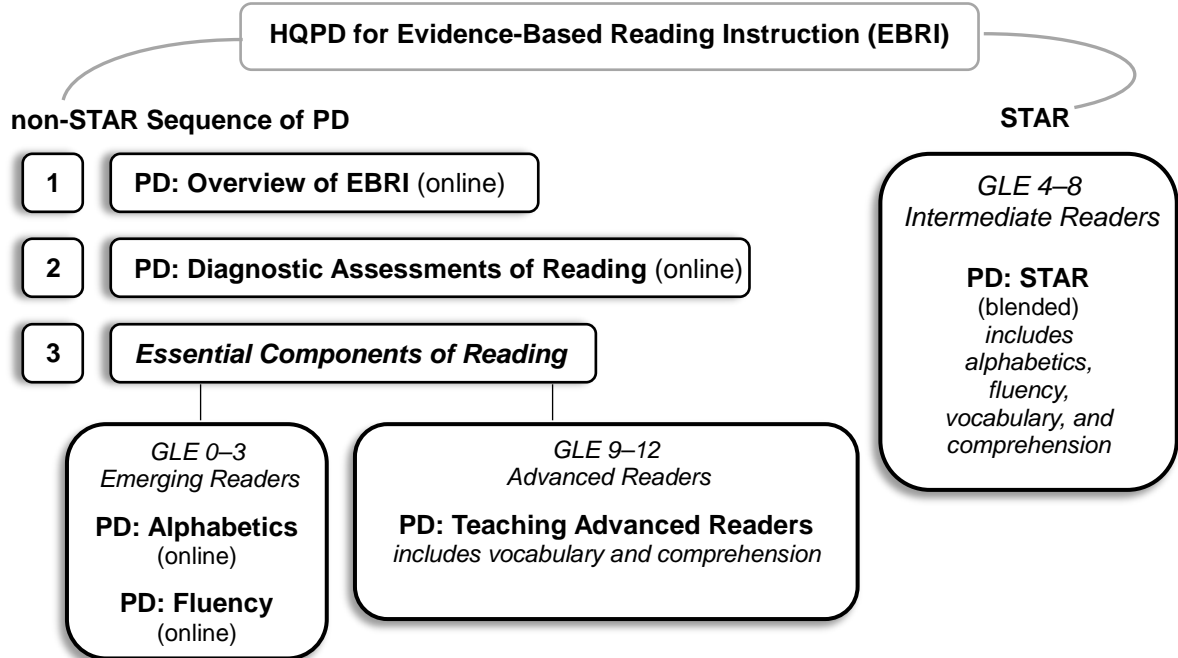 HQPD for Evidence-Based Reading Instruction (EBRI)
non-STAR Sequence of PD
1
PD: Overview of EBRI (online)
2
PD: Diagnostic Assessments of Reading (online)
3
Essential Components of Reading
GLE 0–3
Emerging Readers
PD: Alphabetics
(online)
PD: Fluency
(online)
GLE 9–12
Advanced Readers
PD: Teaching Advanced Readers
includes vocabulary and comprehension
STAR
GLE 4–8
Intermediate Readers
PD: STAR
(blended)
includes
alphabetics,
fluency,
vocabulary, and
comprehension